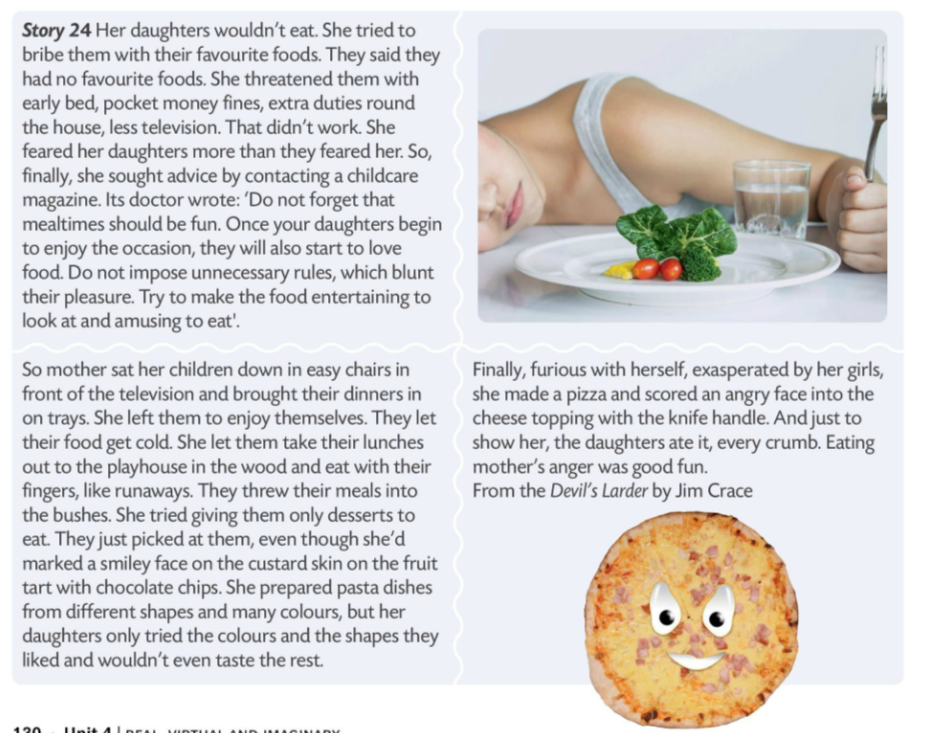 Story 24 Her daughters wouldn't eat. She tried to
bribe them with their favourite foods. They said they
had no favourite foods. She threatened them with
early bed, pocket money fines, extra duties round
the house, less television. That didn't work. She
feared her daughters more than they feared her. So,
finally, she sought advice by contacting a childcare
magazine. Its doctor wrote: 'Do not forget that
mealtimes should be fun. Once your daughters begin
to enjoy the occasion, they will also start to love
food. Do not impose unnecessary rules, which blunt
their pleasure. Try to make the food entertaining to
look at and amusing to eat'.
So mother sat her children down in easy chairs in
front of the television and brought their dinners in
on trays. She left them to enjoy themselves. They let
their food get cold. She let them take their lunches
out to the playhouse in the wood and eat with their
fingers, like runaways. They threw their meals into
the bushes. She tried giving them only desserts to
eat. They just picked at them, even though she'd
marked a smiley face on the custard skin on the fruit
tart with chocolate chips. She prepared pasta dishes
from different shapes and many colours, but her
daughters only tried the colours and the shapes they
liked and wouldn't even taste the rest.
Finally, furious with herself, exasperated by her girls,
she made a pizza and scored an angry face into the
cheese topping with the knife handle. And just to
show her, the daughters ate it, every crumb. Eating
mother's anger was good fun.
From the Devil's Larder by Jim Crace
130 Unit 4 | REAL, VIRTUAL AND IMAGINARY